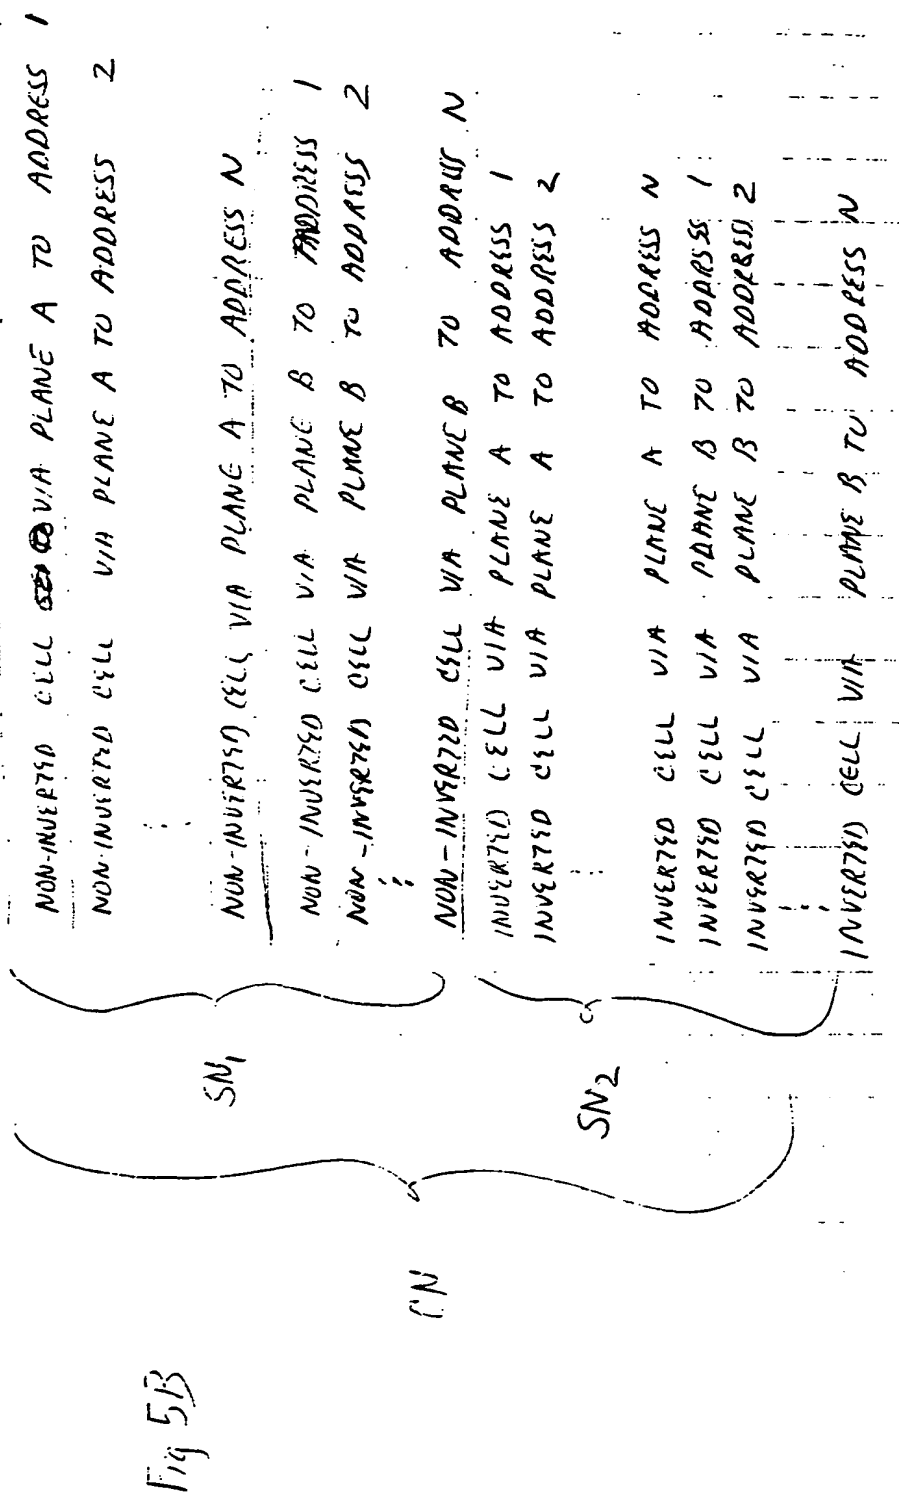 NON-INVERTED CELL VIA PLANE A TO ADDRESS 1
NON-INVERTED CELL VIA PLANE A TO ADDRESS 2
⋮
NON-INVERTED CELL VIA PLANE A TO ADDRESS N
NON-INVERTED CELL VIA PLANE B TO ADDRESS 1
NON-INVERTED CELL VIA PLANE B TO ADDRESS 2
⋮
NON-INVERTED CELL VIA PLANE B TO ADDRESS N
SN1
INVERTED CELL VIA PLANE A TO ADDRESS 1
INVERTED CELL VIA PLANE A TO ADDRESS 2
⋮
INVERTED CELL VIA PLANE A TO ADDRESS N
INVERTED CELL VIA PLANE B TO ADDRESS 1
INVERTED CELL VIA PLANE B TO ADDRESS 2
⋮
INVERTED CELL VIA PLANE B TO ADDRESS N
SN2
CN
Fig 5B